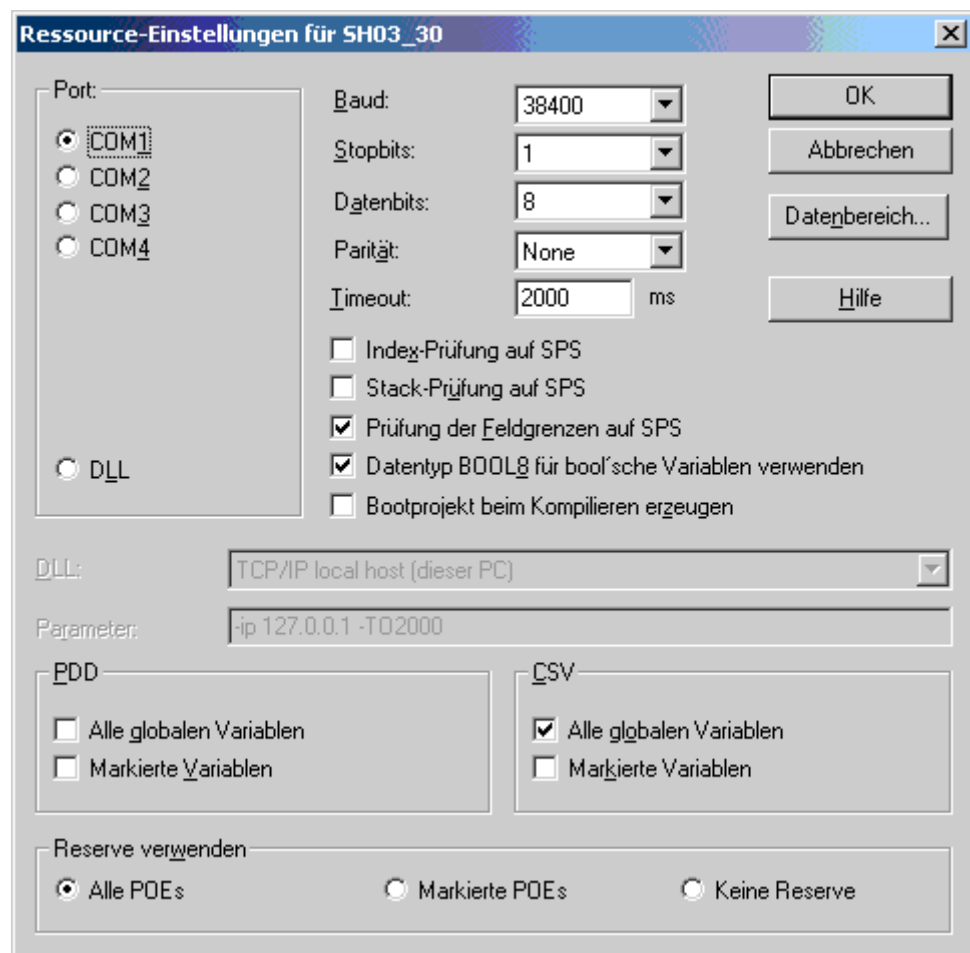 Ressource-Einstellungen für SH03_30
Port:
COM1
COM2
COM3
COM4
DLL
Baud: 38400
Stopbits: 1
Datenbits: 8
Parität: None
Timeout: 2000 ms
Index-Prüfung auf SPS
Stack-Prüfung auf SPS
Prüfung der Feldgrenzen auf SPS
Datentyp BOOL8 für bool´sche Variablen verwenden
Bootprojekt beim Kompilieren erzeugen
OK
Abbrechen
Datenbereich...
Hilfe
DLL: TCP/IP local host (dieser PC)
Parameter: -ip 127.0.0.1 -TO2000
PDD
Alle globalen Variablen
Markierte Variablen
CSV
Alle globalen Variablen
Markierte Variablen
Reserve verwenden
Alle POEs Markierte POEs Keine Reserve